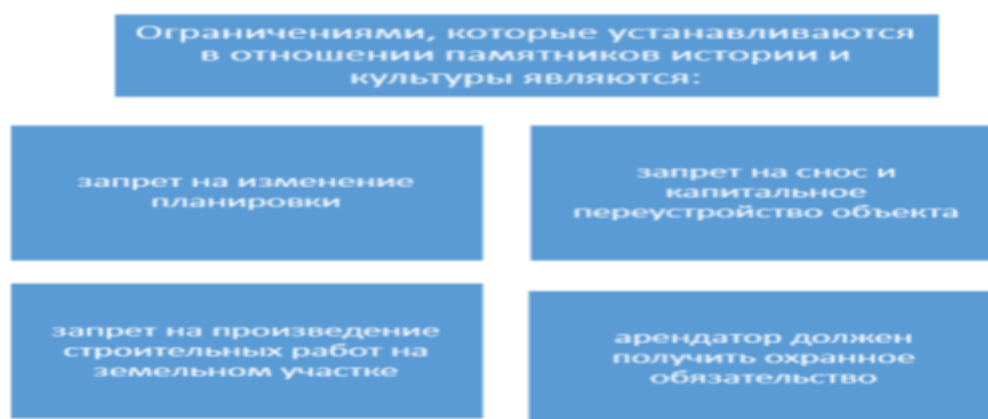 Ограничениями, которые устанавливаются
в отношении памятников истории и
культуры являются:
запрет на изменение
планировки
запрет на снос и
капитальное
переустройство объекта
запрет на произведение
строительных работ на
земельном участке
арендатор должен
получить охранное
обязательство